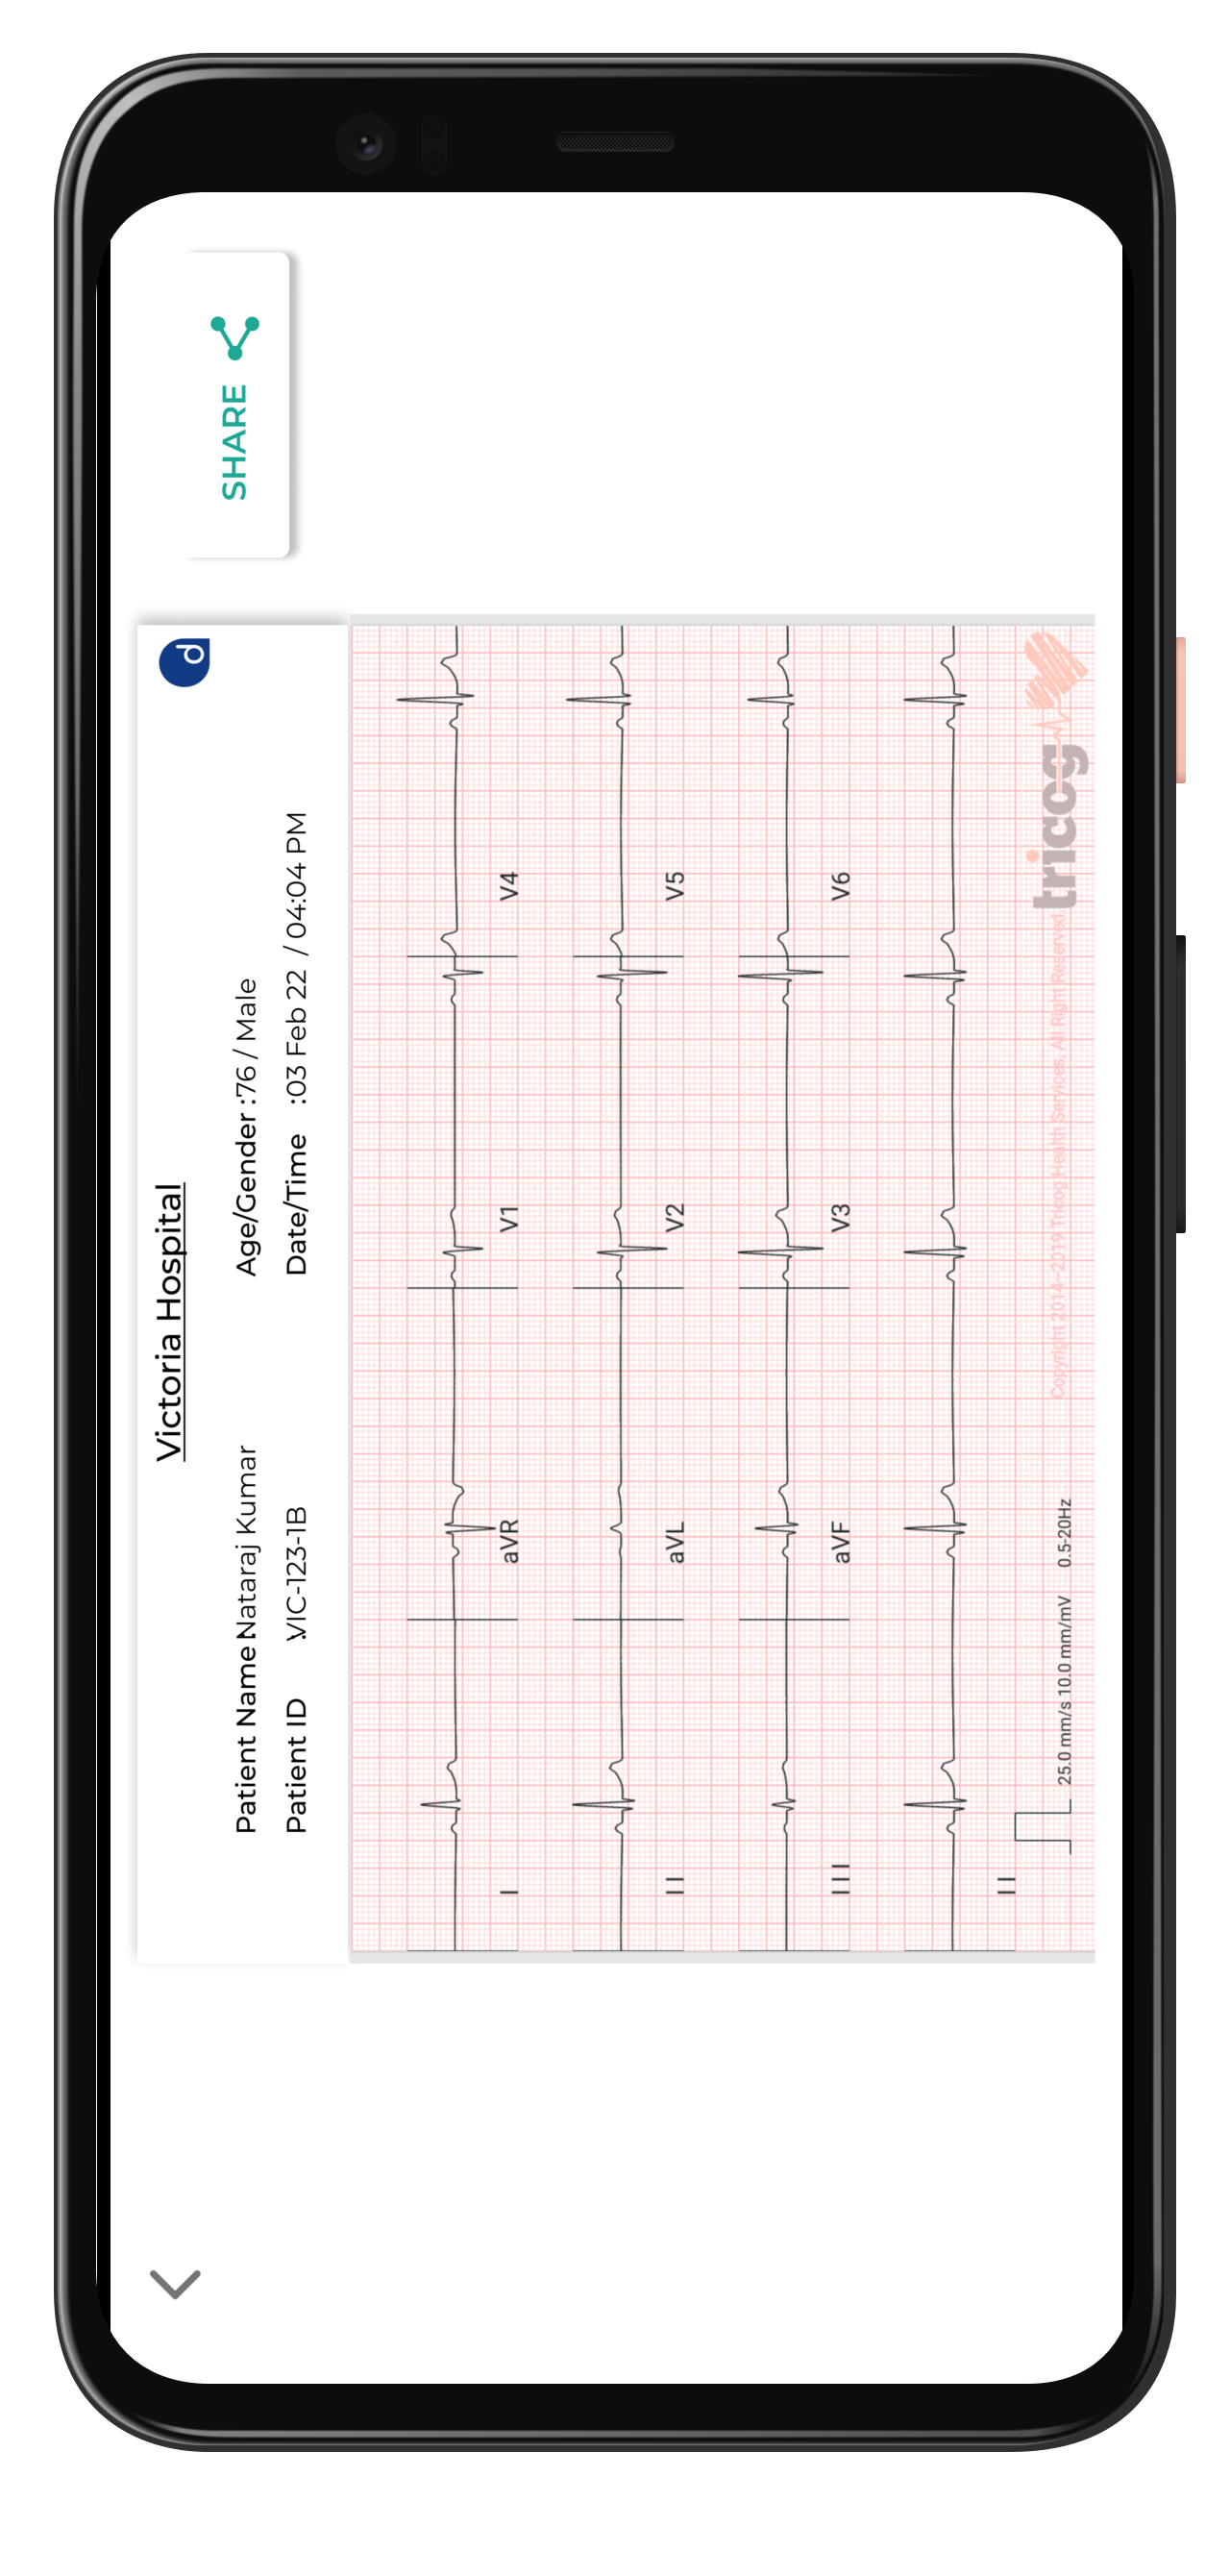 SHARE
d
Victoria Hospital
Patient Name : Nataraj Kumar
Age/Gender : 76 / Male
Patient ID : VIC-123-1B
Date/Time : 03 Feb 22 / 04:04 PM
I aVR V1 V4
II aVL V2 V5
III aVF V3 V6
II
25.0 mm/s 10.0 mm/mV 0.5-20Hz
Copyright 2014-2019 Tricog Health Services, All Right Reserved.
tricog